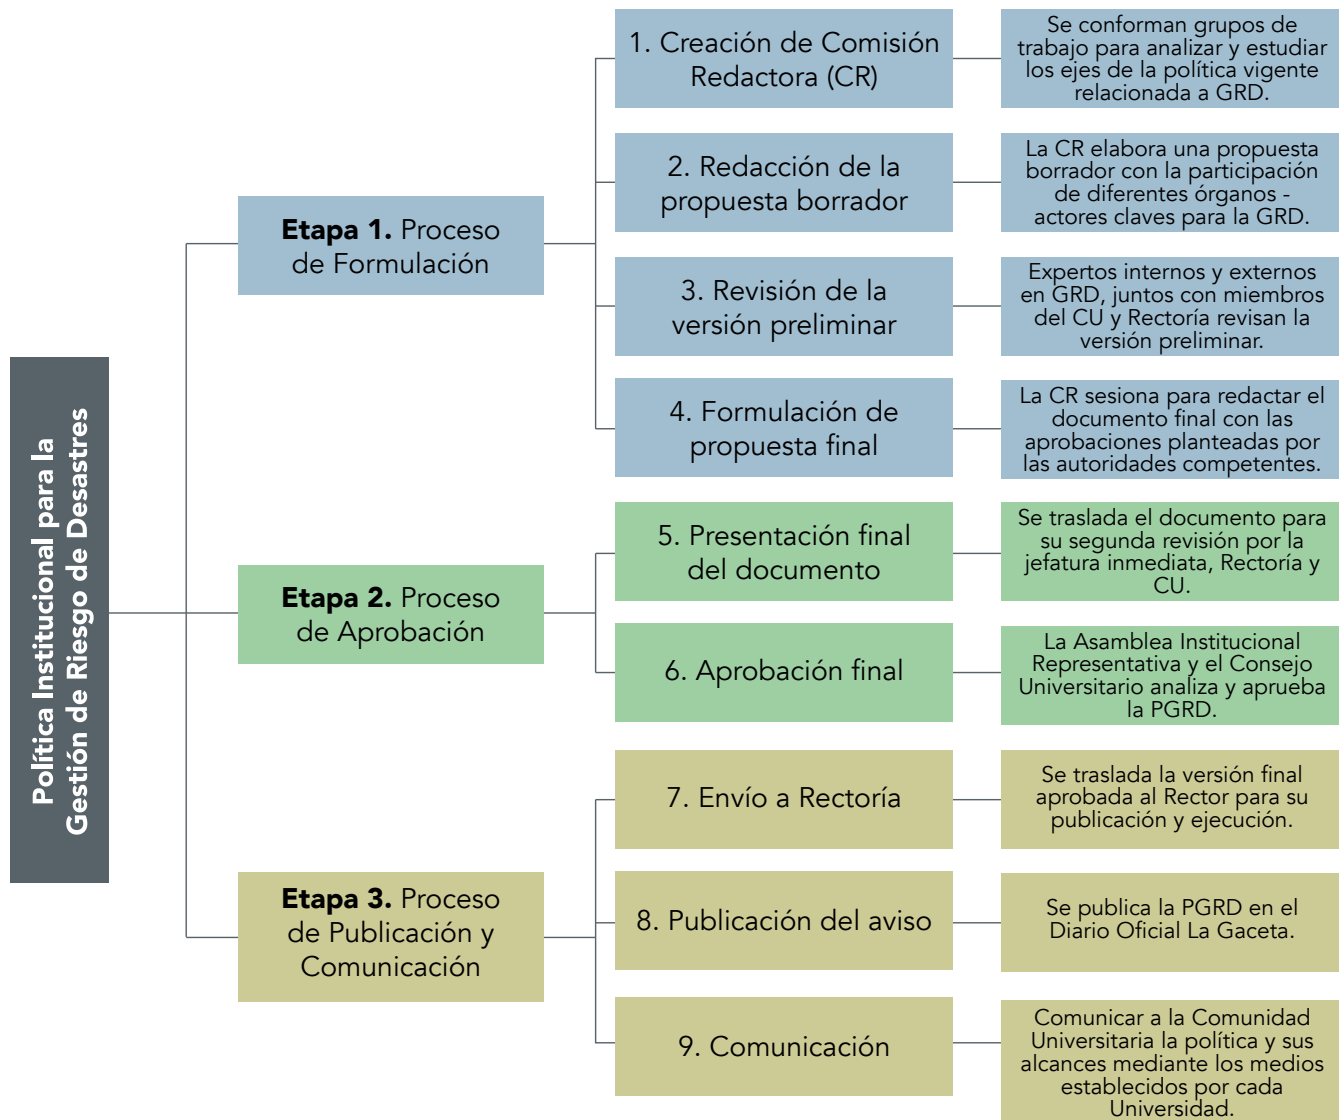 Política Institucional para la
Gestión de Riesgo de Desastres
Etapa 1. Proceso
de Formulación
1. Creación de Comisión
Redactora (CR)
Se conforman grupos de
trabajo para analizar y estudiar
los ejes de la política vigente
relacionada a GRD.
2. Redacción de la
propuesta borrador
La CR elabora una propuesta
borrador con la participación
de diferentes órganos -
actores claves para la GRD.
3. Revisión de la
versión preliminar
Expertos internos y externos
en GRD, juntos con miembros
del CU y Rectoría revisan la
versión preliminar.
4. Formulación de
propuesta final
La CR sesiona para redactar el
documento final con las
aprobaciones planteadas por
las autoridades competentes.
Etapa 2. Proceso
de Aprobación
5. Presentación final
del documento
Se traslada el documento para
su segunda revisión por la
jefatura inmediata, Rectoría y
CU.
6. Aprobación final
La Asamblea Institucional
Representativa y el Consejo
Universitario analiza y aprueba
la PGRD.
Etapa 3. Proceso
de Publicación y
Comunicación
7. Envío a Rectoría
Se traslada la versión final
aprobada al Rector para su
publicación y ejecución.
8. Publicación del aviso
Se publica la PGRD en el
Diario Oficial La Gaceta.
9. Comunicación
Comunicar a la Comunidad
Universitaria la política y sus
alcances mediante los medios
establecidos por cada
Universidad.